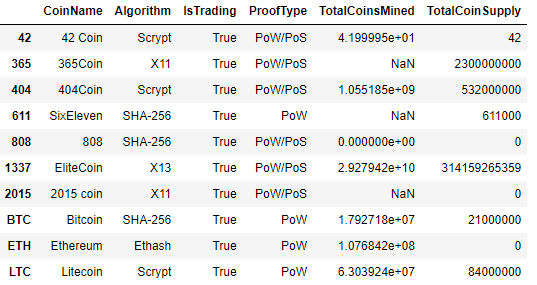 CoinName Algorithm IsTrading ProofType TotalCoinsMined TotalCoinSupply
42 42 Coin Scrypt True PoW/PoS 4.199995e+01 42
365 365Coin X11 True PoW/PoS NaN 2300000000
404 404Coin Scrypt True PoW/PoS 1.055185e+09 532000000
611 SixEleven SHA-256 True PoW NaN 611000
808 808 SHA-256 True PoW/PoS 0.000000e+00 0
1337 EliteCoin X13 True PoW/PoS 2.927942e+10 314159265359
2015 2015 coin X11 True PoW/PoS NaN 0
BTC Bitcoin SHA-256 True PoW 1.792718e+07 21000000
ETH Ethereum Ethash True PoW 1.076842e+08 0
LTC Litecoin Scrypt True PoW 6.303924e+07 84000000